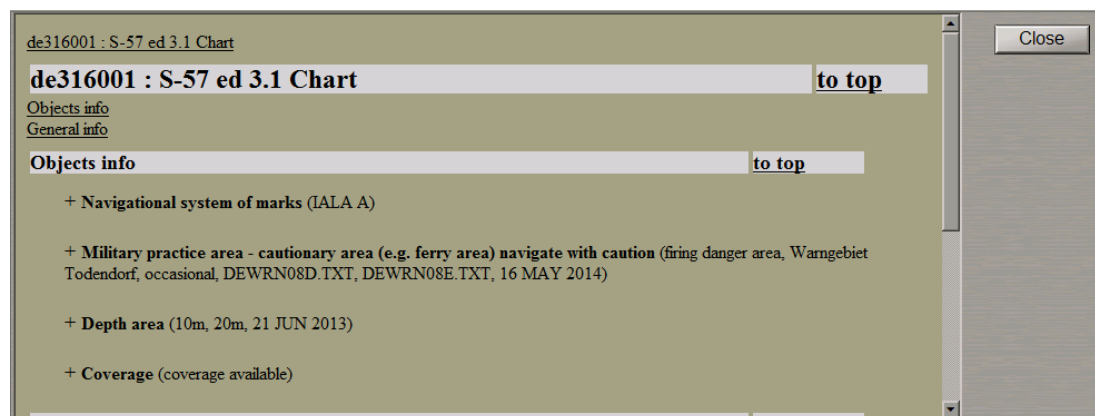 de316001 : S-57 ed 3.1 Chart
Close
de316001 : S-57 ed 3.1 Chart to top
Objects info
General info
Objects info to top
+ Navigational system of marks (IALA A)
+ Military practice area - cautionary area (e.g. ferry area) navigate with caution (firing danger area, Warngebiet
Todendorf, occasional, DEWRN08D.TXT, DEWRN08E.TXT, 16 MAY 2014)
+ Depth area (10m, 20m, 21 JUN 2013)
+ Coverage (coverage available)